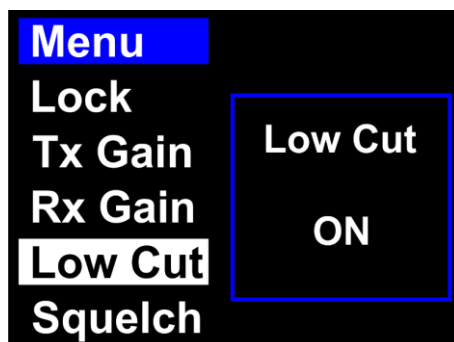 Menu
Lock
Tx Gain
Rx Gain
Low Cut
Squelch
Low Cut
ON